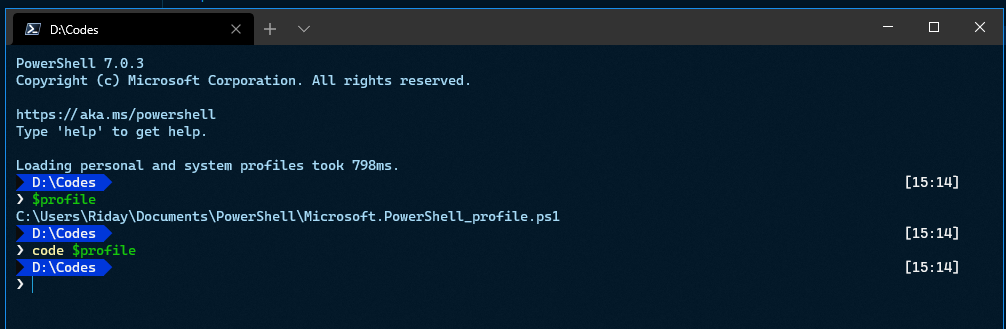 D:\Codes
PowerShell 7.0.3
Copyright (c) Microsoft Corporation. All rights reserved.
https://aka.ms/powershell
Type 'help' to get help.
Loading personal and system profiles took 798ms.
D:\Codes [15:14]
❯ $profile
C:\Users\Riday\Documents\PowerShell\Microsoft.PowerShell_profile.ps1
D:\Codes [15:14]
❯ code $profile
D:\Codes [15:14]
❯